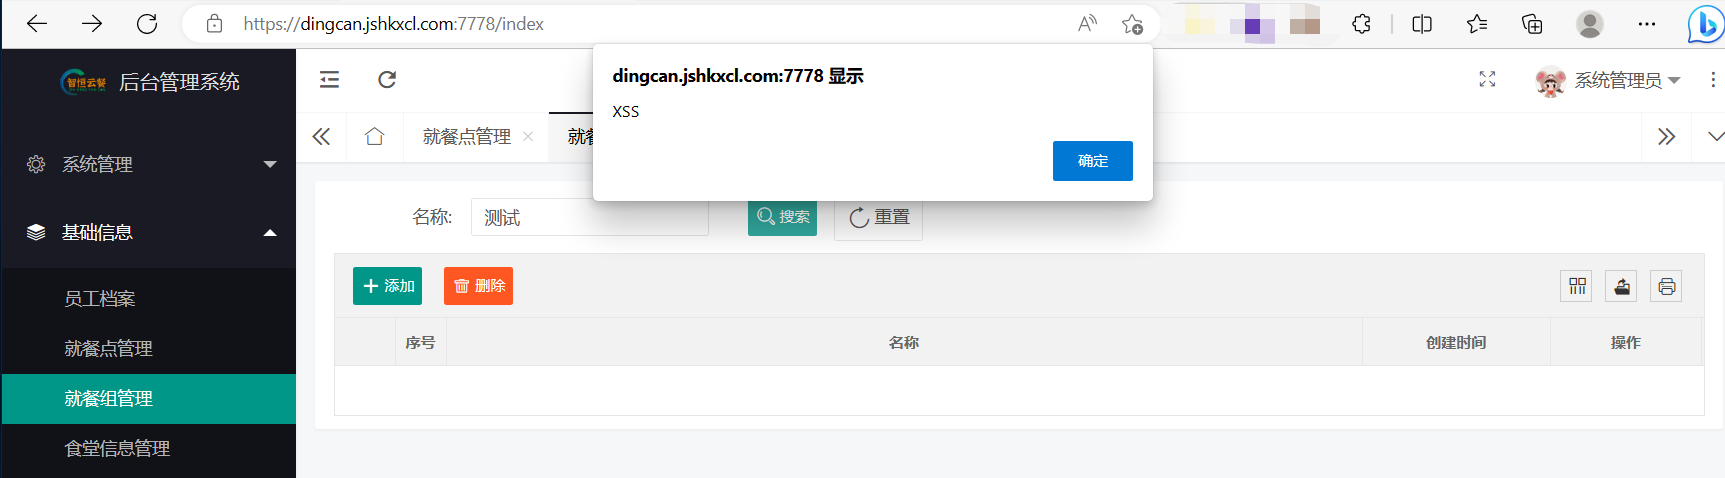 https://dingcan.jshkxcl.com:7778/index
智恒云餐
后台管理系统
dingcan.jshkxcl.com:7778 显示
XSS
确定
系统管理员
就餐点管理
系统管理
基础信息
员工档案
就餐点管理
就餐组管理
食堂信息管理
名称:
测试
搜索
重置
添加
删除
序号
名称
创建时间
操作